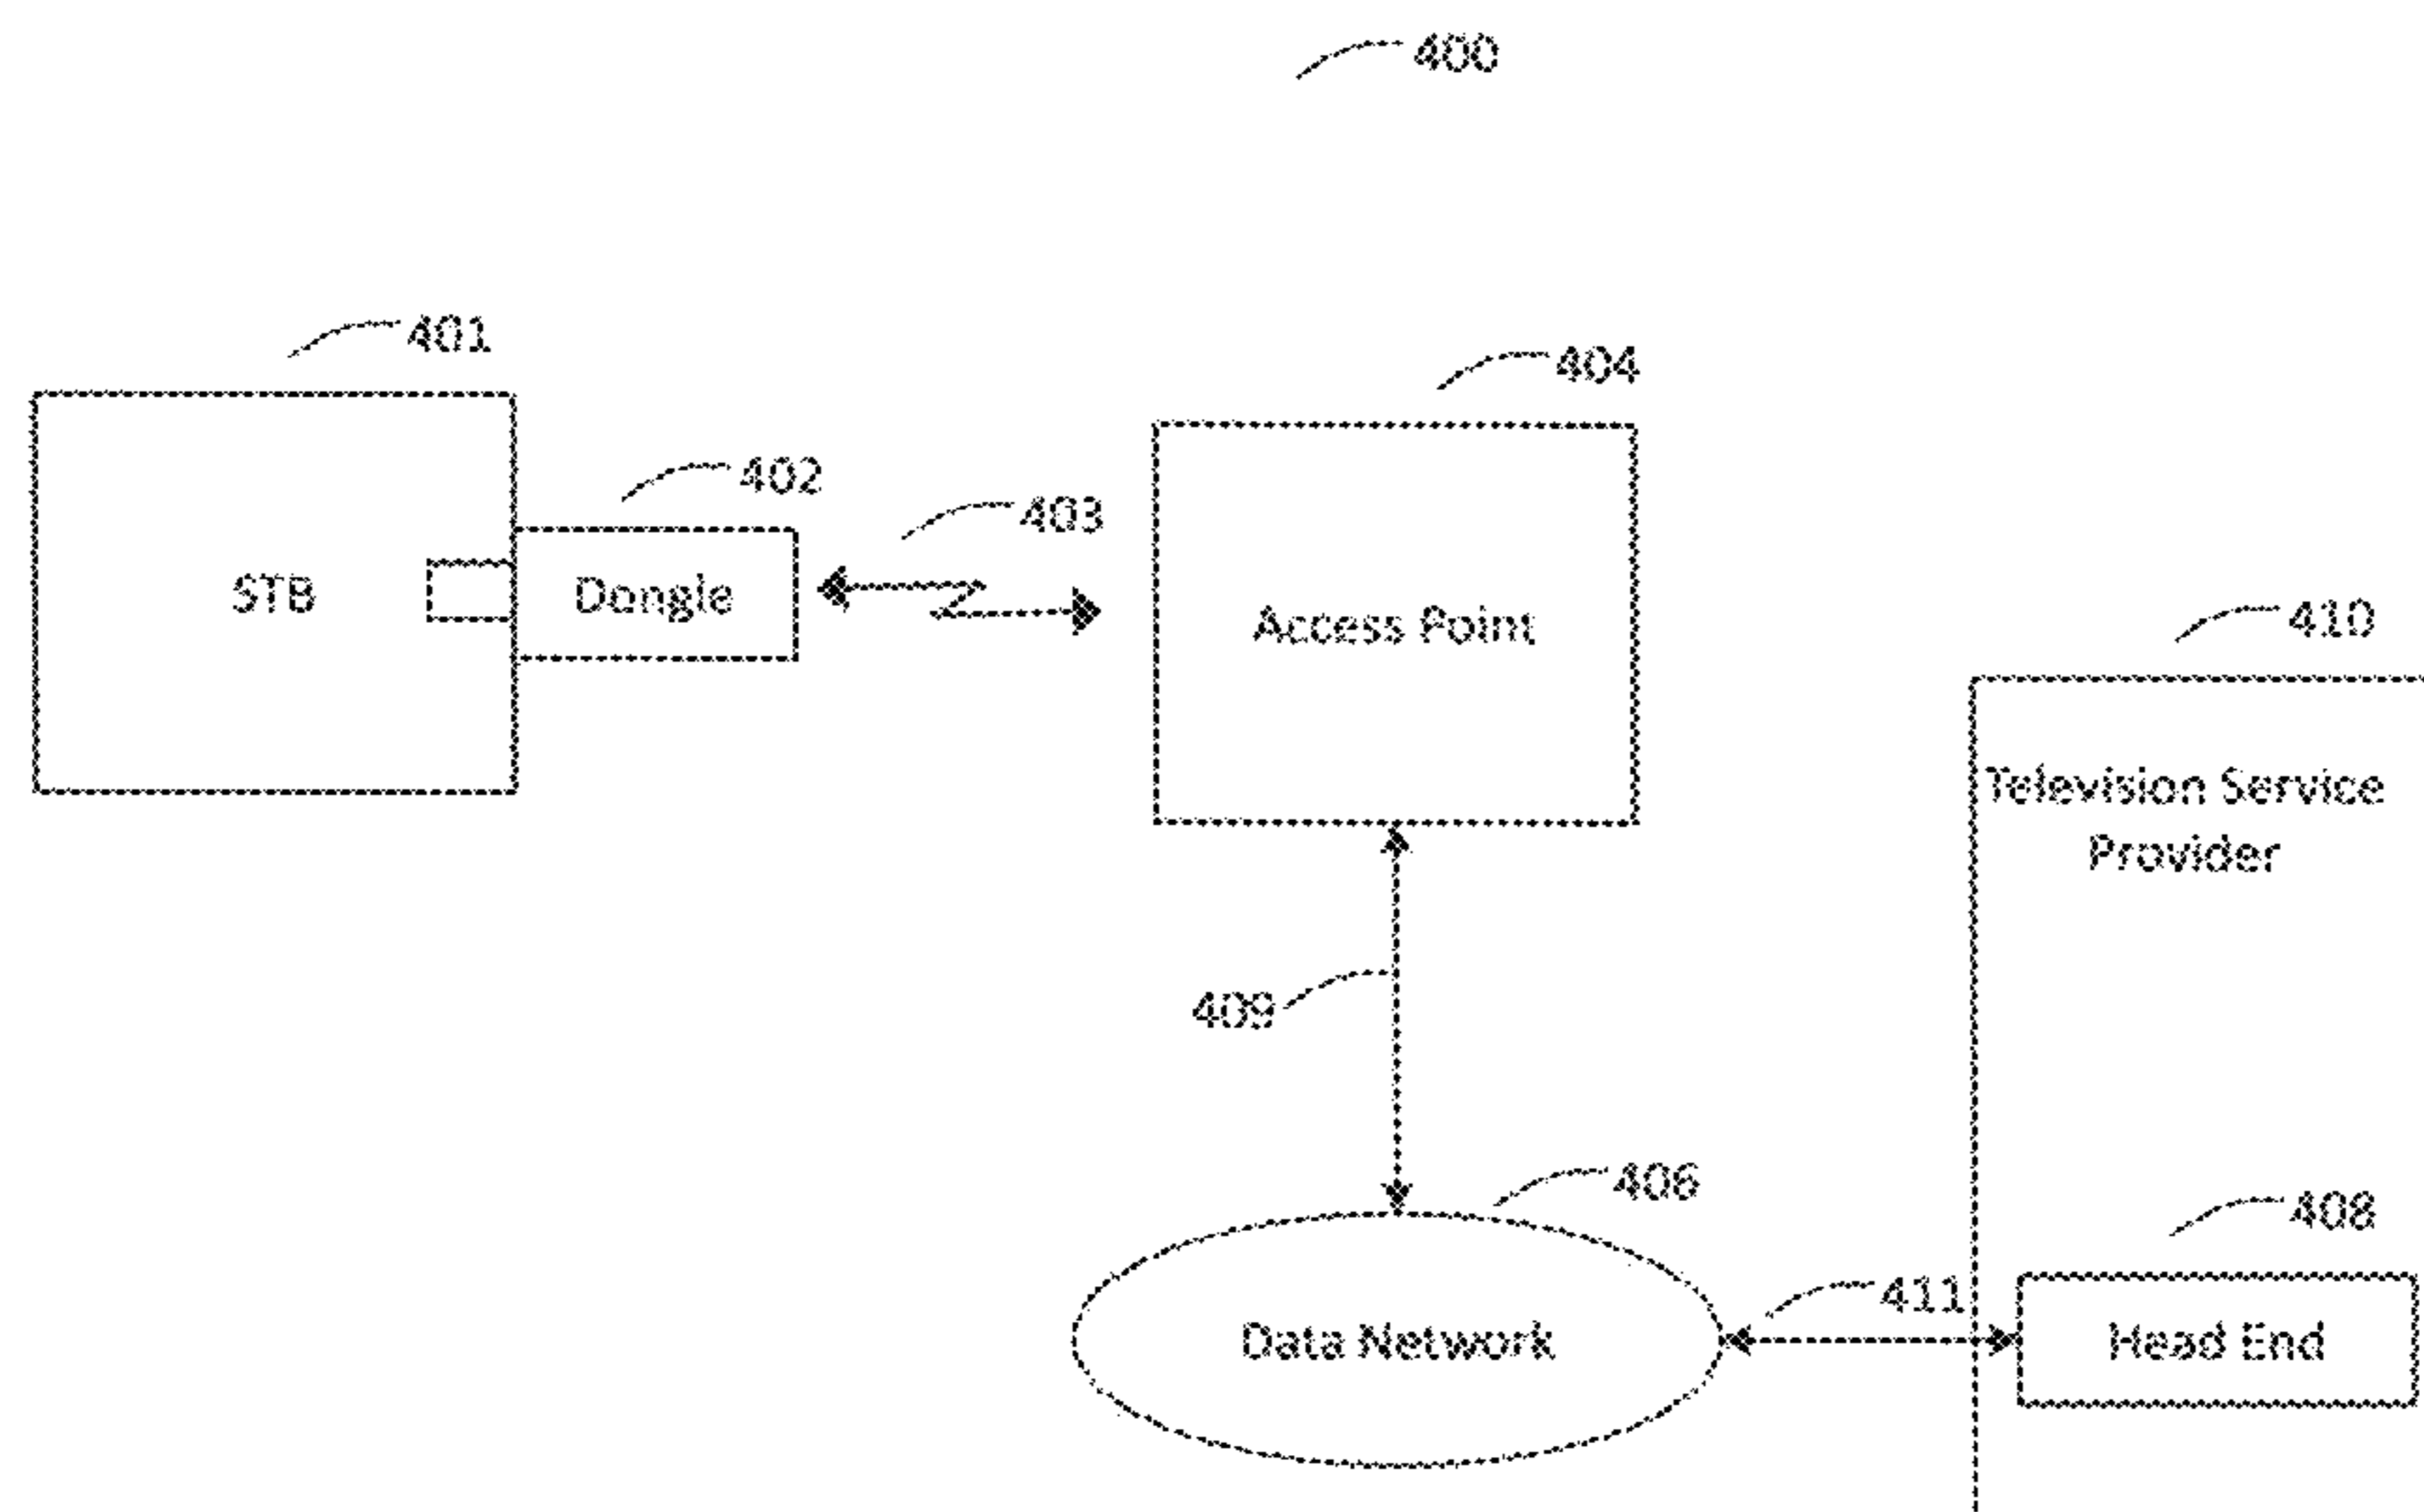 400
401
404
402
403
STB
Dongle
Access Point
410
Television Service
Provider
409
406
408
411
Data Network
Head End